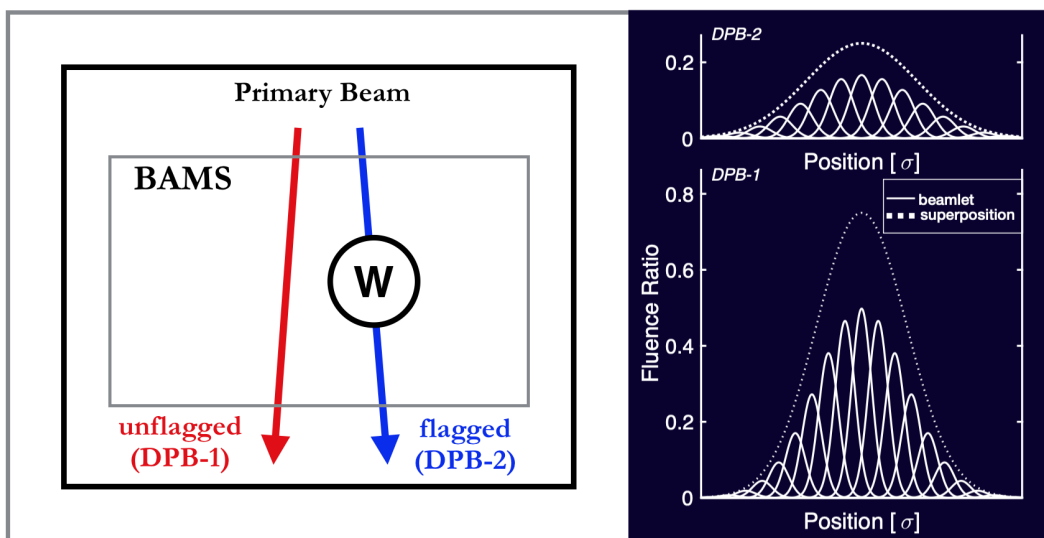 Primary Beam
BAMS
W
unflagged
(DPB-1)
flagged
(DPB-2)
DPB-2
0.2
0
Position [σ]
DPB-1
0.8
beamlet
superposition
0.6
Fluence Ratio
0.4
0.2
0
Position [σ]